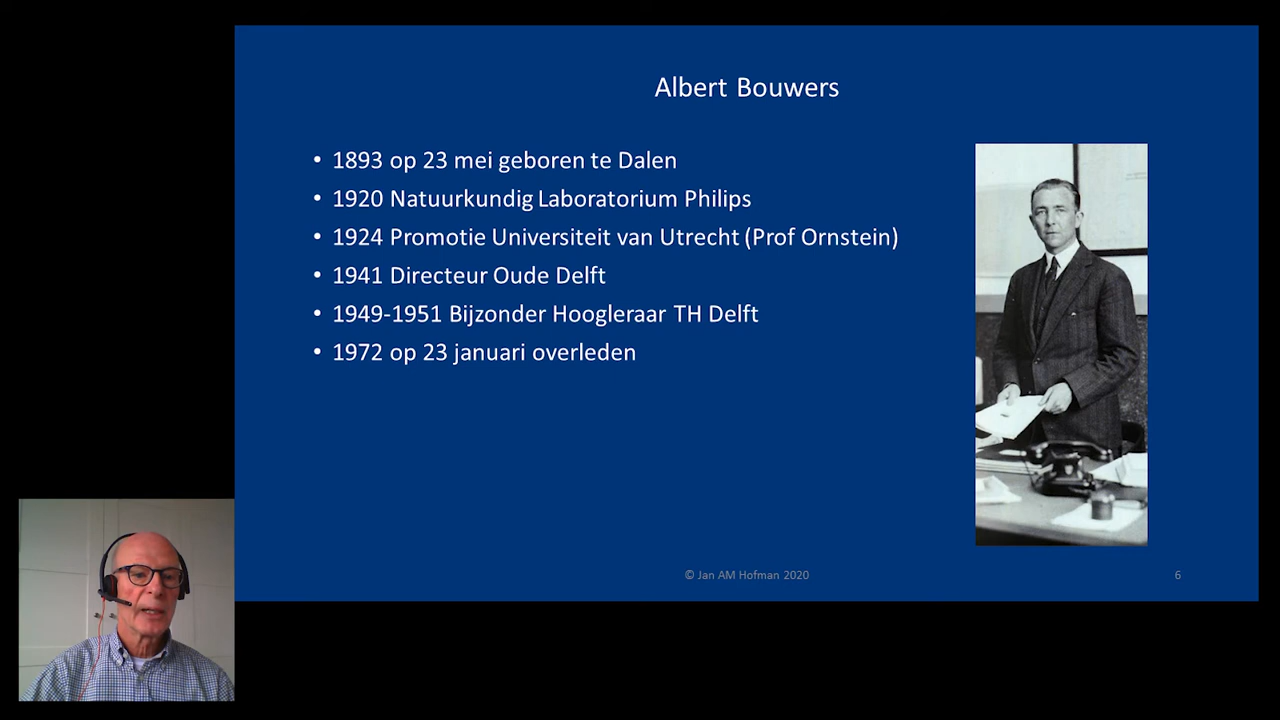 Albert Bouwers
• 1893 op 23 mei geboren te Dalen
• 1920 Natuurkundig Laboratorium Philips
• 1924 Promotie Universiteit van Utrecht (Prof Ornstein)
• 1941 Directeur Oude Delft
• 1949-1951 Bijzonder Hoogleraar TH Delft
• 1972 op 23 januari overleden
© Jan AM Hofman 2020
6